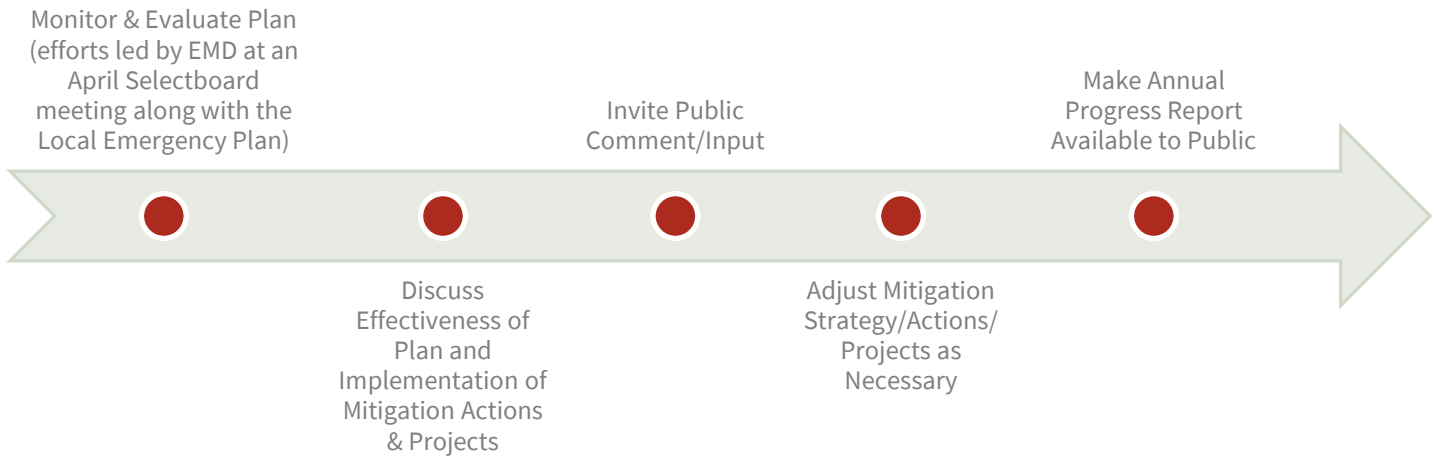 Monitor & Evaluate Plan
(efforts led by EMD at an
April Selectboard
meeting along with the
Local Emergency Plan)
Discuss
Effectiveness of
Plan and
Implementation of
Mitigation Actions
& Projects
Invite Public
Comment/Input
Adjust Mitigation
Strategy/Actions/
Projects as
Necessary
Make Annual
Progress Report
Available to Public